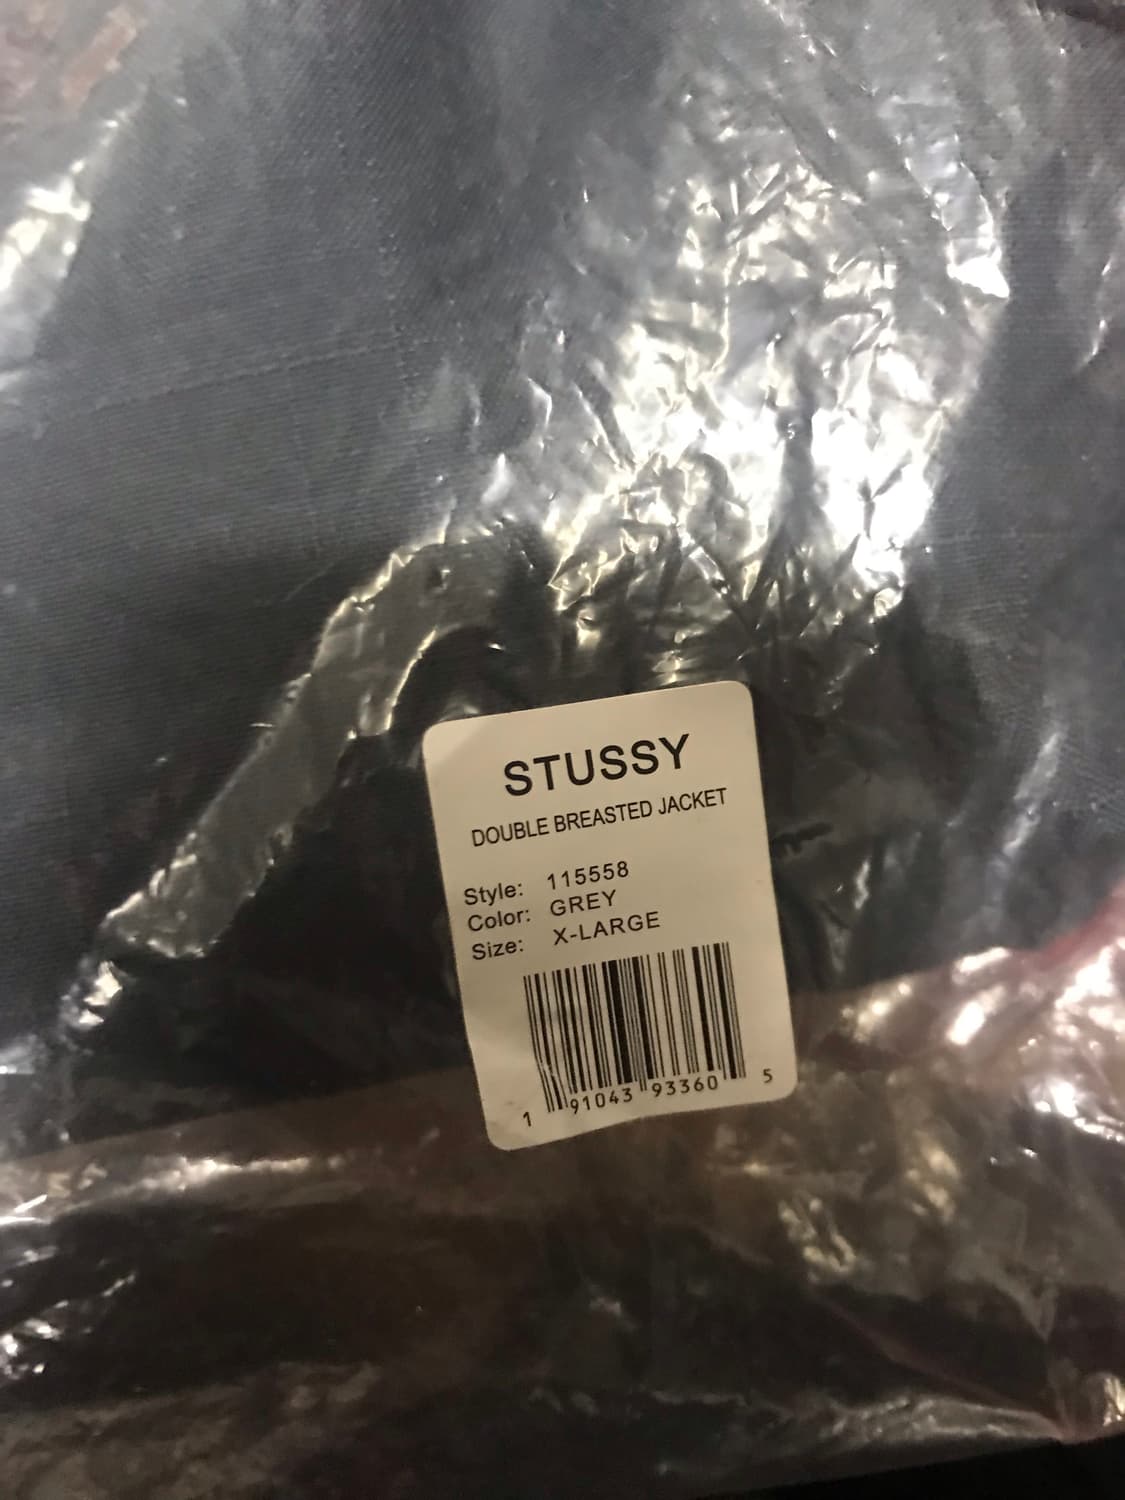 STUSSY
DOUBLE BREASTED JACKET
Style: 115558
Color: GREY
Size: X-LARGE
1 91043 93360 5